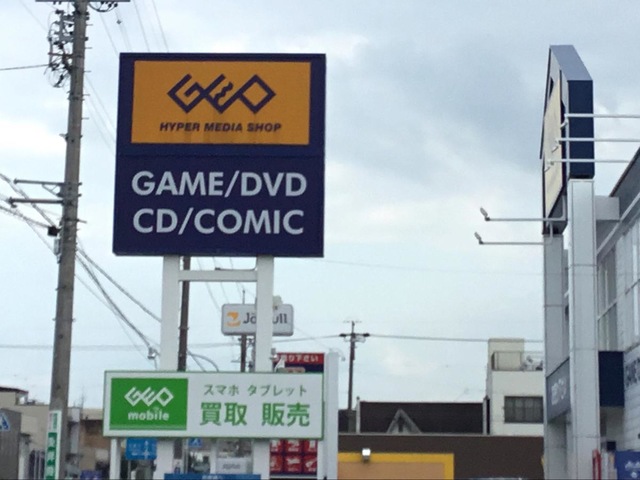 GEO
HYPER MEDIA SHOP
GAME/DVD
CD/COMIC
GEO
mobile
スマホ タブレット
買取 販売